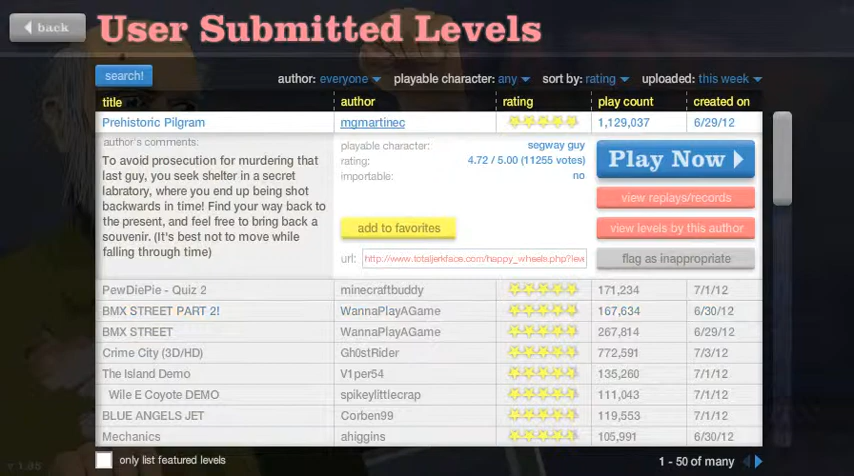 back
User Submitted Levels
search!
author: everyone playable character: any sort by: rating uploaded: this week
title author rating play count created on
Prehistoric Pilgram mgmartinec 1,129,037 6/29/12
author's comments:
To avoid prosecution for murdering that
last guy, you seek shelter in a secret
labratory, where you end up being shot
backwards in time! Find your way back to
the present, and feel free to bring back a
souvenir. (It's best not to move while
falling through time)
playable character: segway guy
rating: 4.72 / 5.00 (11255 votes)
importable: no
add to favorites
url: http://www.totaljerkface.com/happy_wheels.php?lev
Play Now
view replays/records
view levels by this author
flag as inappropriate
PewDiePie - Quiz 2 minecraftbuddy 171,234 7/1/12
BMX STREET PART 2! WannaPlayAGame 167,634 6/30/12
BMX STREET WannaPlayAGame 267,814 6/29/12
Crime City (3D/HD) Gh0stRider 772,591 7/3/12
The Island Demo V1per54 135,260 7/1/12
Wile E Coyote DEMO spikeylittlecrap 111,043 7/1/12
BLUE ANGELS JET Corben99 119,553 7/1/12
Mechanics ahiggins 105,991 6/30/12
only list featured levels
1 - 50 of many